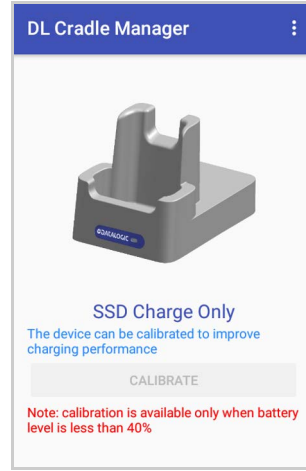 DL Cradle Manager
DATALOGIC
SSD Charge Only
The device can be calibrated to improve
charging performance
CALIBRATE
Note: calibration is available only when battery
level is less than 40%